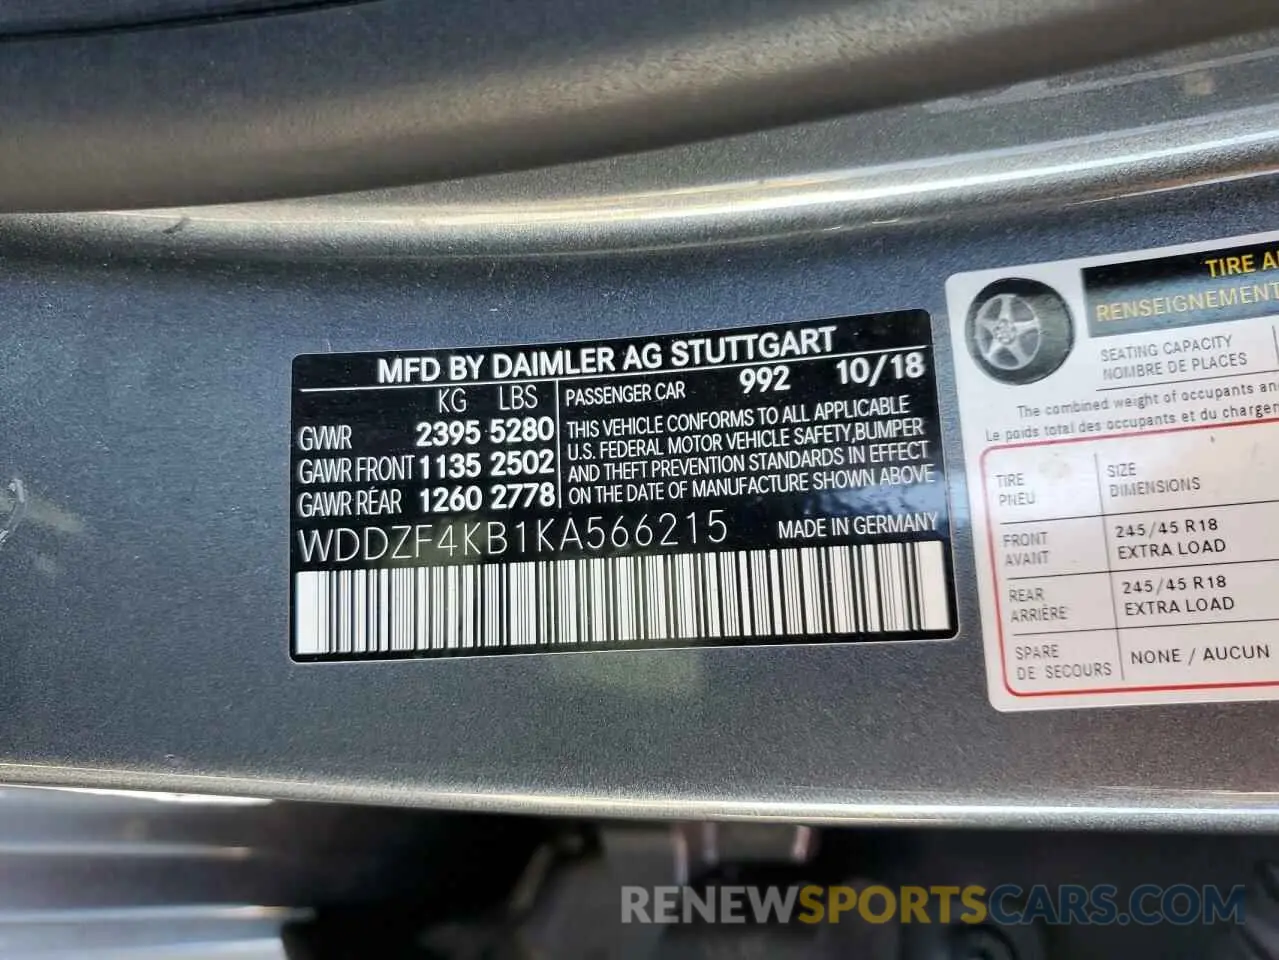 MFD BY DAIMLER AG STUTTGART
KG LBS
GVWR 2395 5280
GAWR FRONT 1135 2502
GAWR REAR 1260 2778
PASSENGER CAR 992 10/18
THIS VEHICLE CONFORMS TO ALL APPLICABLE
U.S. FEDERAL MOTOR VEHICLE SAFETY, BUMPER
AND THEFT PREVENTION STANDARDS IN EFFECT
ON THE DATE OF MANUFACTURE SHOWN ABOVE
WDDZF4KB1KA566215 MADE IN GERMANY
TIRE
RENSEIGNEMENT
SEATING CAPACITY
NOMBRE DE PLACES
The combined weight of occupants
Le poids total des occupants et du
TIRE SIZE
PNEU DIMENSIONS
FRONT 245/45 R18
AVANT EXTRA LOAD
REAR 245/45 R18
ARRIÈRE EXTRA LOAD
SPARE NONE / AUCUN
DE SECOURS
RENEWSPORTSCARS.COM